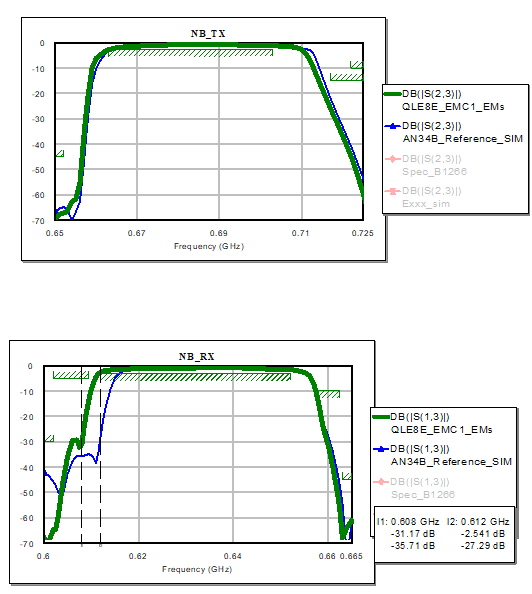 NB_TX
0
-10
-20
-30
-40
-50
-60
-70
0.65
0.67
0.69
0.71
0.725
Frequency (GHz)
DB(|S(2,3)|)
QLE8E_EMC1_EMs
DB(|S(2,3)|)
AN34B_Reference_SIM
DB(|S(2,3)|)
Spec_B1266
DB(|S(2,3)|)
Exxx_sim
NB_RX
0
-10
-20
-30
-40
-50
-60
-70
0.6
0.62
0.64
0.66
0.665
Frequency (GHz)
DB(|S(1,3)|)
QLE8E_EMC1_EMs
DB(|S(1,3)|)
AN34B_Reference_SIM
DB(|S(1,3)|)
Spec_B1266
I1: 0.608 GHz I2: 0.612 GHz
-31.17 dB -2.541 dB
-35.71 dB -27.29 dB